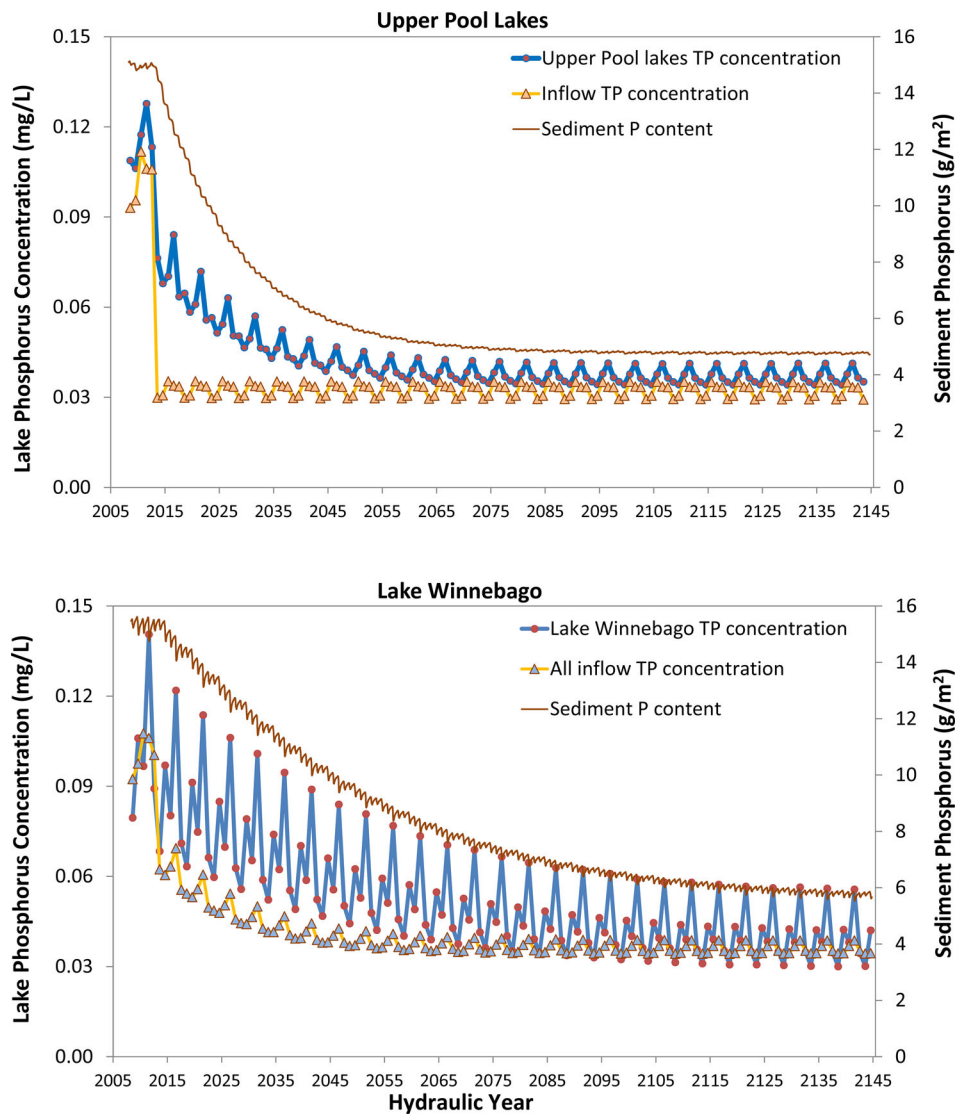 Upper Pool Lakes
0.15
0.12
0.09
0.06
0.03
0.00
Lake Phosphorus Concentration (mg/L)
Upper Pool lakes TP concentration
Inflow TP concentration
Sediment P content
16
14
12
10
8
6
4
2
0
Sediment Phosphorus (g/m²)
2005 2015 2025 2035 2045 2055 2065 2075 2085 2095 2105 2115 2125 2135 2145
Lake Winnebago
0.15
0.12
0.09
0.06
0.03
0.00
Lake Phosphorus Concentration (mg/L)
Lake Winnebago TP concentration
All inflow TP concentration
Sediment P content
16
14
12
10
8
6
4
2
0
Sediment Phosphorus (g/m²)
2005 2015 2025 2035 2045 2055 2065 2075 2085 2095 2105 2115 2125 2135 2145
Hydraulic Year